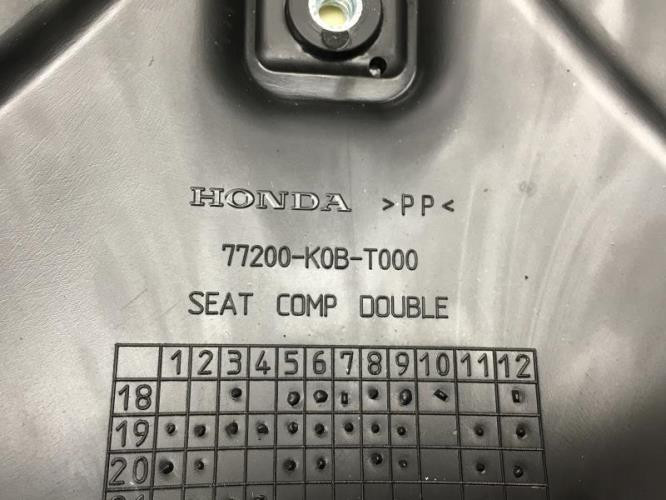 HONDA >PP<
77200-K0B-T000
SEAT COMP DOUBLE
1 2 3 4 5 6 7 8 9 10 11 12
18
19
20